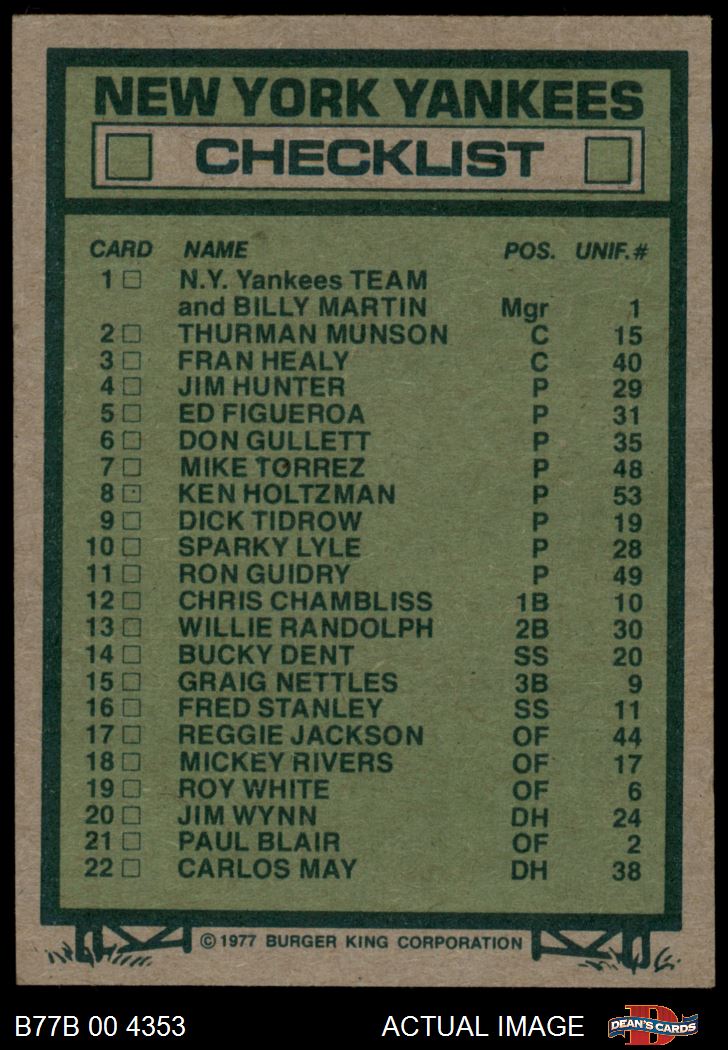 NEW YORK YANKEES
CHECKLIST
CARD NAME POS. UNIF.#
1 □ N.Y. Yankees TEAM
and BILLY MARTIN Mgr 1
2 □ THURMAN MUNSON C 15
3 □ FRAN HEALY C 40
4 □ JIM HUNTER P 29
5 □ ED FIGUEROA P 31
6 □ DON GULLETT P 35
7 □ MIKE TORREZ P 48
8 □ KEN HOLTZMAN P 53
9 □ DICK TIDROW P 19
10 □ SPARKY LYLE P 28
11 □ RON GUIDRY P 49
12 □ CHRIS CHAMBLISS 1B 10
13 □ WILLIE RANDOLPH 2B 30
14 □ BUCKY DENT SS 20
15 □ GRAIG NETTLES 3B 9
16 □ FRED STANLEY SS 11
17 □ REGGIE JACKSON OF 44
18 □ MICKEY RIVERS OF 17
19 □ ROY WHITE OF 6
20 □ JIM WYNN DH 24
21 □ PAUL BLAIR OF 2
22 □ CARLOS MAY DH 38
© 1977 BURGER KING CORPORATION
B77B 00 4353 ACTUAL IMAGE D DEAN'S CARDS